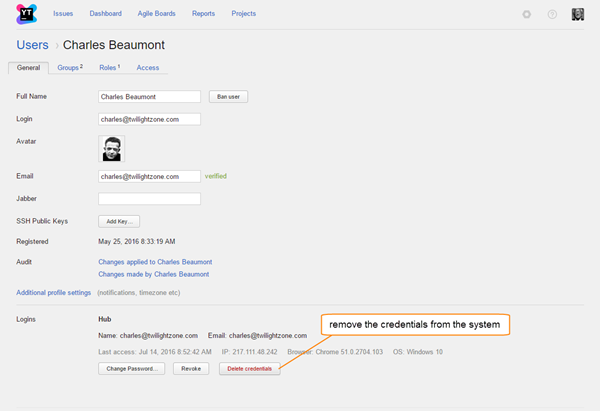 YT
Issues Dashboard Agile Boards Reports Projects
Users › Charles Beaumont
General Groups 2 Roles 1 Access
Full Name Charles Beaumont Ban user
Login charles@twilightzone.com
Avatar
Email charles@twilightzone.com verified
Jabber
SSH Public Keys Add Key...
Registered May 25, 2016 8:33:19 AM
Audit Changes applied to Charles Beaumont
Changes made by Charles Beaumont
Additional profile settings (notifications, timezone etc)
Logins Hub
remove the credentials from the system
Name: charles@twilightzone.com Email: charles@twilightzone.com
Last access: Jul 14, 2016 8:52:42 AM IP: 217.111.48.242 Browser: Chrome 51.0.2704.103 OS: Windows 10
Change Password... Revoke Delete credentials